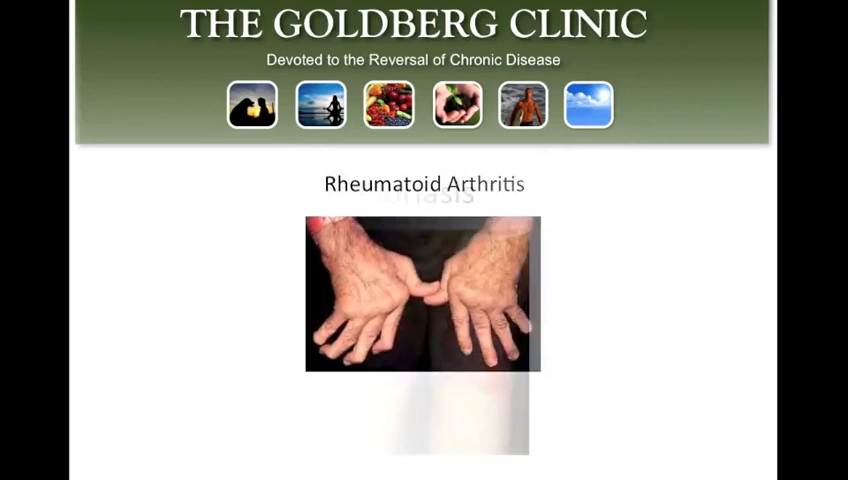 THE GOLDBERG CLINIC
Devoted to the Reversal of Chronic Disease
Rheumatoid Arthritis